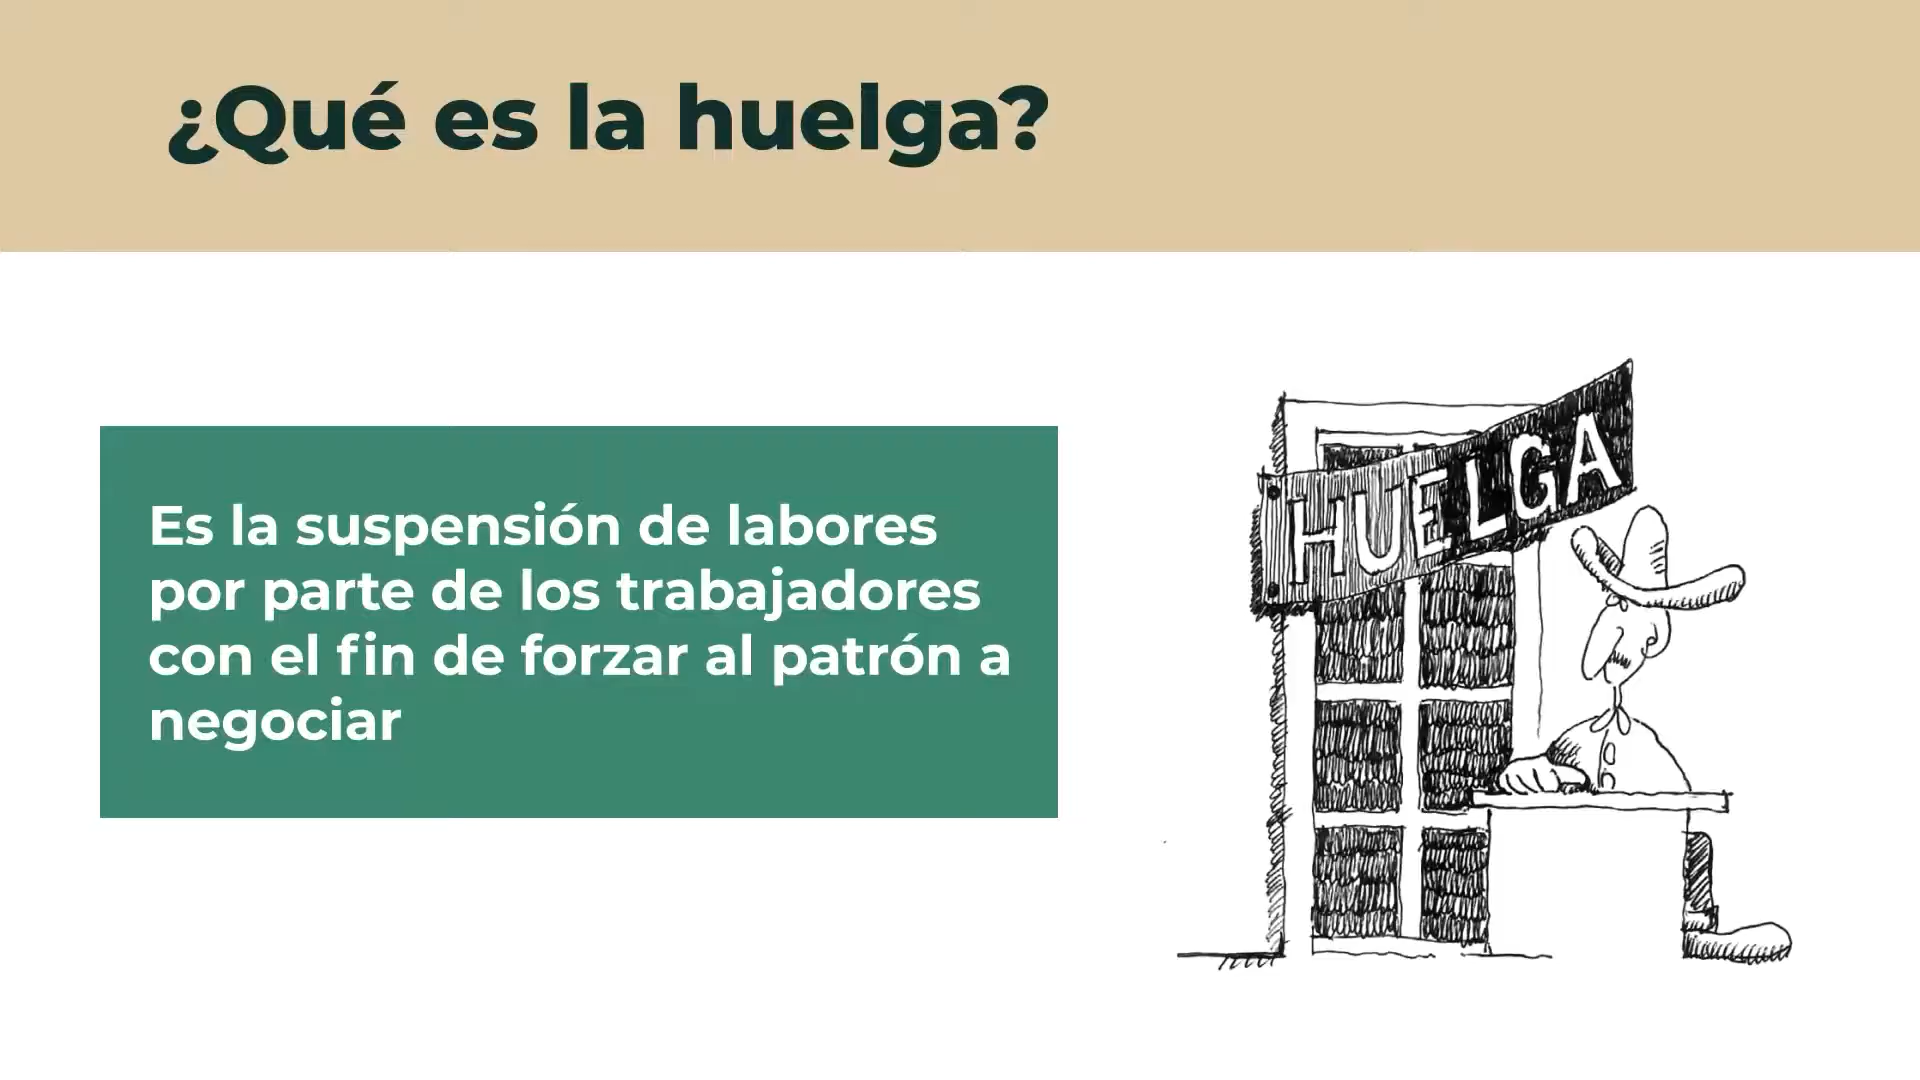 ¿Qué es la huelga?
Es la suspensión de labores
por parte de los trabajadores
con el fin de forzar al patrón a
negociar
HUELGA